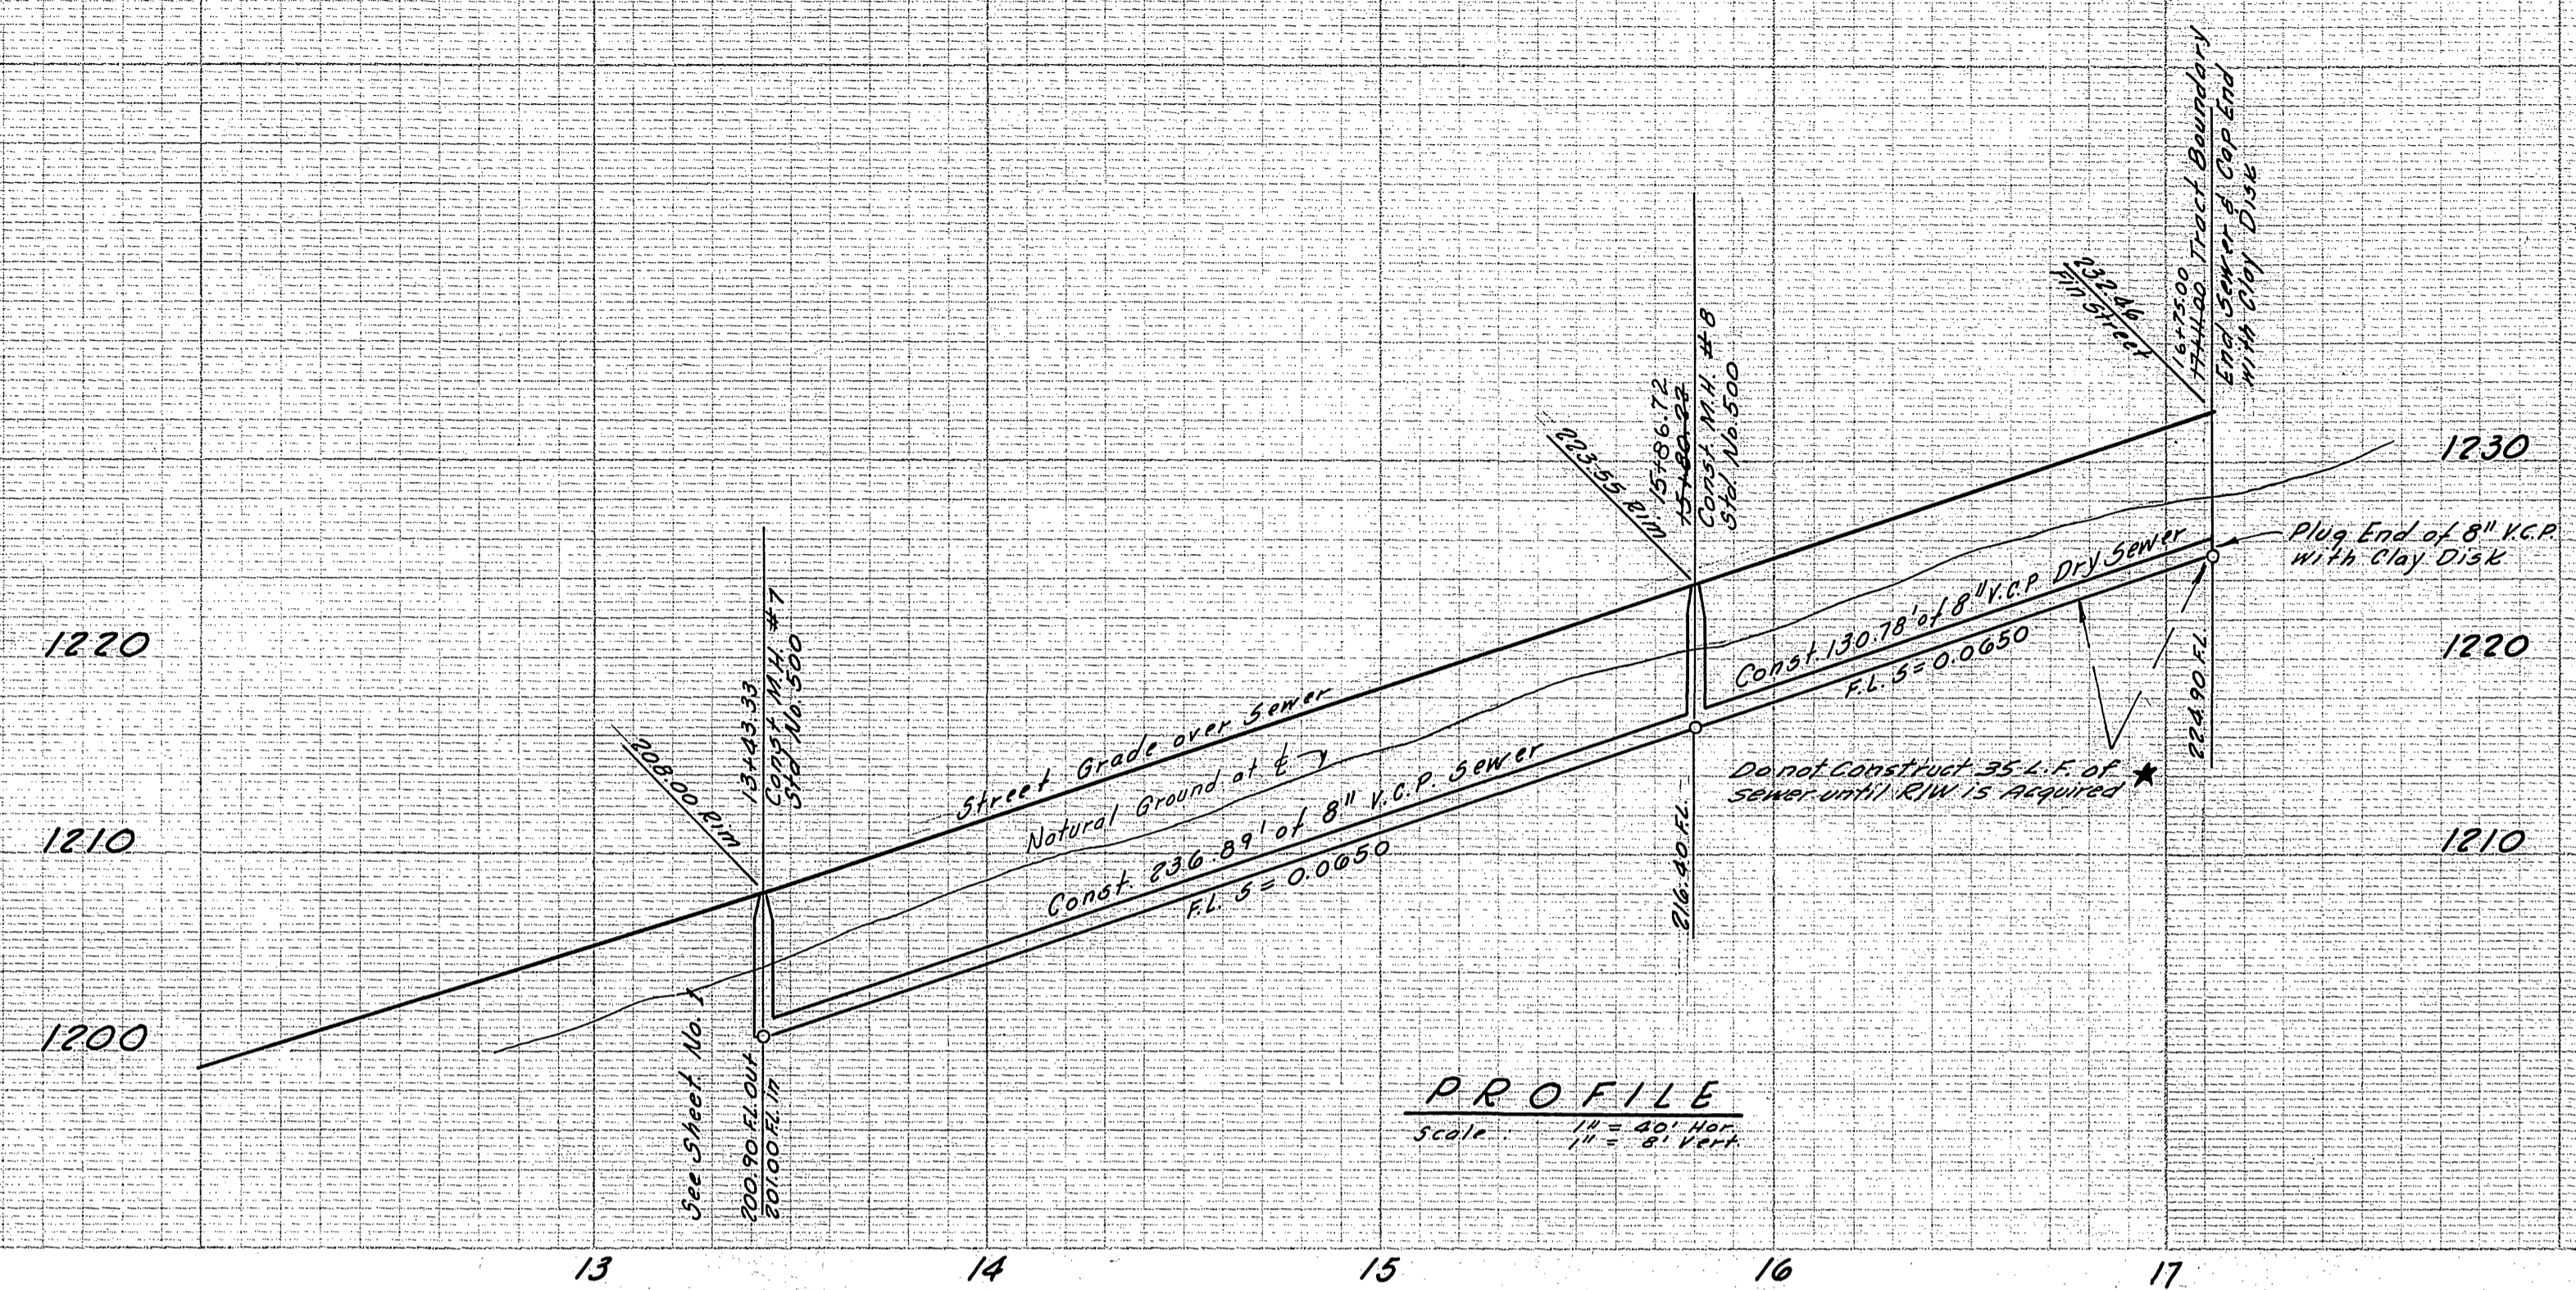 16+75.00
17+11.00 Tract Boundary
End Sewer & Cap End
with Clay Disk
232.46
Fin Street
15+86.72
15+80.22
Const. M.H. #8
Std. No. 500
223.55 Rim
13+43.33
Const. M.H. #7
Std. No. 500
208.00 Rim
1230
1220
1220
1210
1210
1200
Plug End of 8" V.C.P.
with Clay Disk
Const. 130.78' of 8" V.C.P. Dry Sewer
F.L. S = 0.0650
224.90 F.L.
Street Grade over Sewer
Natural Ground at ℄
Const. 236.89' of 8" V.C.P. Sewer
F.L. S = 0.0650
216.40 F.L.
Do not Construct 35 L.F. of ★
Sewer until R/W is Acquired
See Sheet No. 1
200.90 F.L. Out
201.00 F.L. In
PROFILE
Scale: 1" = 40' Hor.
1" = 8' Vert.
13 14 15 16 17